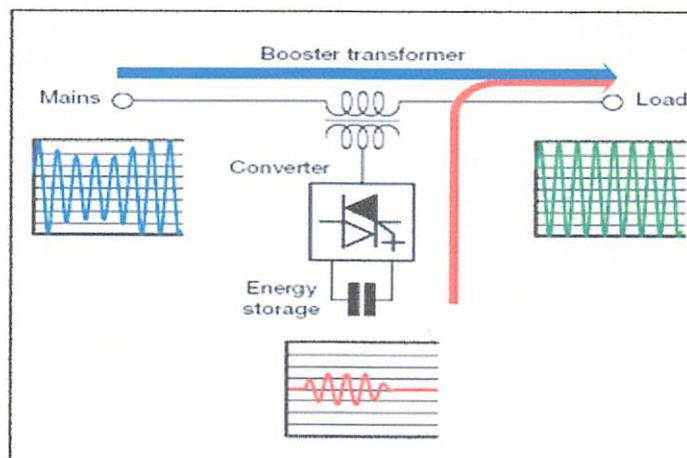 Booster transformer
Mains
Load
Converter
Energy
storage